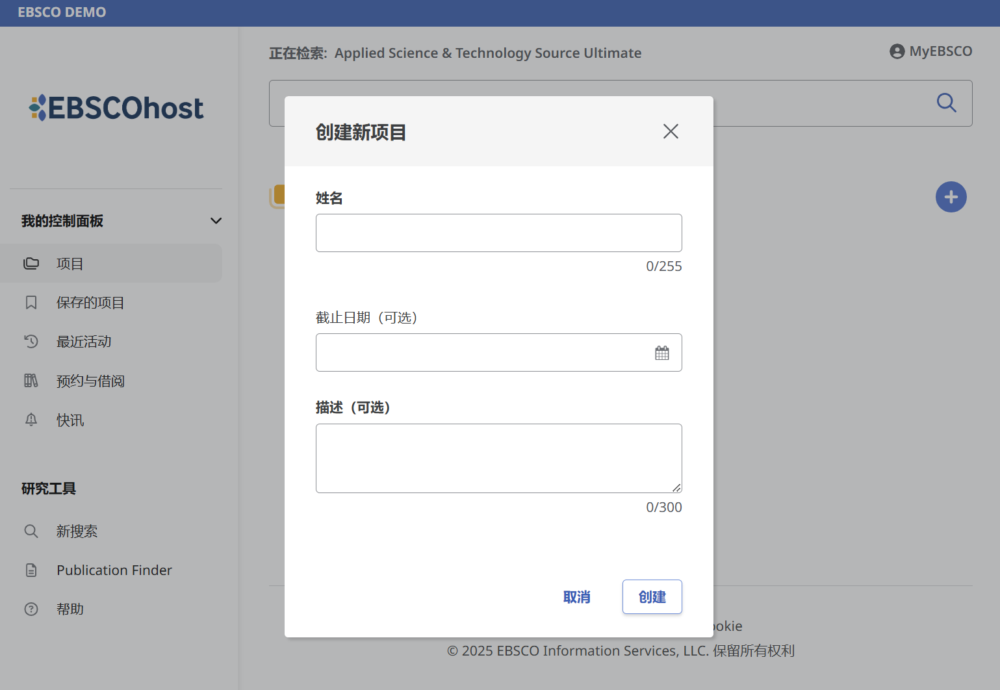 EBSCO DEMO
正在检索: Applied Science & Technology Source Ultimate
MyEBSCO
EBSCOhost
我的控制面板
项目
保存的项目
最近活动
预约与借阅
快讯
研究工具
新搜索
Publication Finder
帮助
创建新项目
姓名
0/255
截止日期（可选）
描述（可选）
0/300
取消
创建
ookie
© 2025 EBSCO Information Services, LLC. 保留所有权利